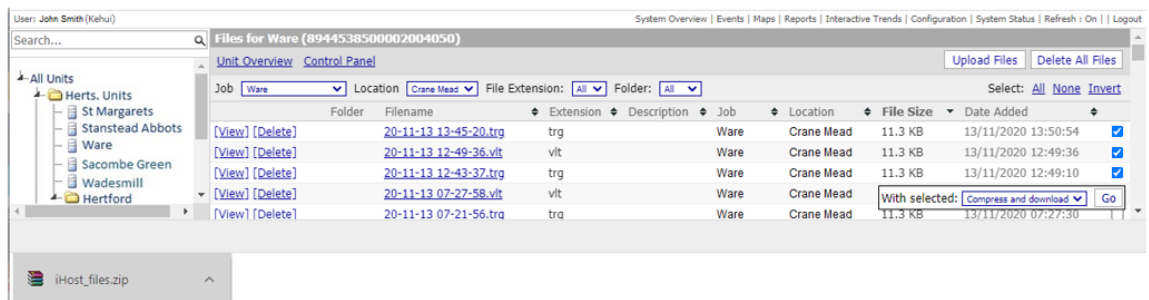 User: John Smith (Kehui) System Overview | Events | Maps | Reports | Interactive Trends | Configuration | System Status | Refresh : On | | Logout
Search...
Files for Ware (8944538500002004050)
Unit Overview Control Panel Upload Files Delete All Files
All Units
Herts. Units
St Margarets
Stanstead Abbots
Ware
Sacombe Green
Wadesmill
Hertford
Job Ware Location Crane Mead File Extension: All Folder: All Select: All None Invert
Folder Filename Extension Description Job Location File Size Date Added
[View] [Delete] 20-11-13 13-45-20.trg trg Ware Crane Mead 11.3 KB 13/11/2020 13:50:54
[View] [Delete] 20-11-13 12-49-36.vlt vlt Ware Crane Mead 11.3 KB 13/11/2020 12:49:36
[View] [Delete] 20-11-13 12-43-37.trg trg Ware Crane Mead 11.3 KB 13/11/2020 12:49:10
[View] [Delete] 20-11-13 07-27-58.vlt vlt Ware Crane Mead
With selected: Compress and download Go
[View] [Delete] 20-11-13 07-21-56.trg trg Ware Crane Mead 11.3 KB 13/11/2020 07:27:30
iHost_files.zip